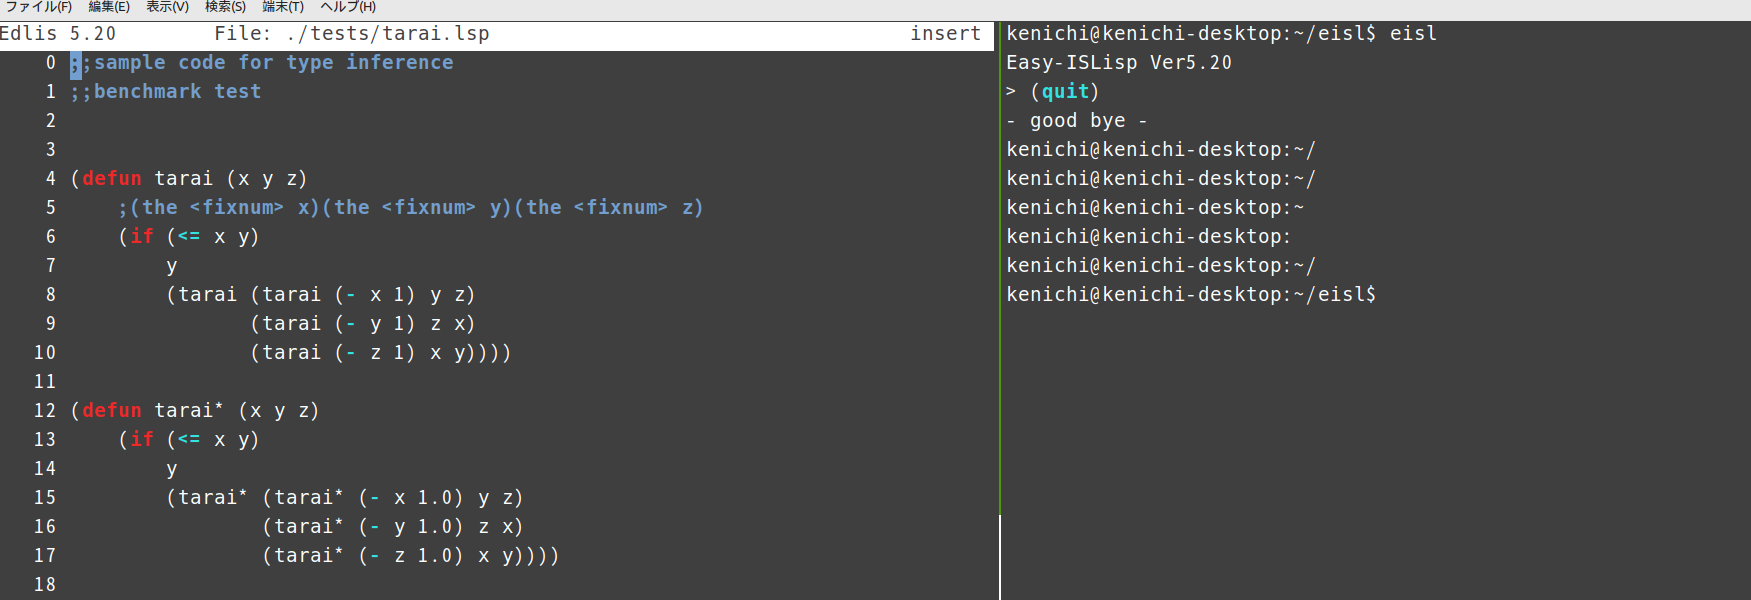 ファイル(F) 編集(E) 表示(V) 検索(S) 端末(T) ヘルプ(H)
Edlis 5.20 File: ./tests/tarai.lsp insert
0 ;;sample code for type inference
1 ;;benchmark test
2
3
4 (defun tarai (x y z)
5 ;(the <fixnum> x)(the <fixnum> y)(the <fixnum> z)
6 (if (<= x y)
7 y
8 (tarai (tarai (- x 1) y z)
9 (tarai (- y 1) z x)
10 (tarai (- z 1) x y))))
11
12 (defun tarai* (x y z)
13 (if (<= x y)
14 y
15 (tarai* (tarai* (- x 1.0) y z)
16 (tarai* (- y 1.0) z x)
17 (tarai* (- z 1.0) x y))))
18
kenichi@kenichi-desktop:~/eisl$ eisl
Easy-ISLisp Ver5.20
> (quit)
- good bye -
kenichi@kenichi-desktop:~/
kenichi@kenichi-desktop:~/
kenichi@kenichi-desktop:~
kenichi@kenichi-desktop:
kenichi@kenichi-desktop:~/
kenichi@kenichi-desktop:~/eisl$